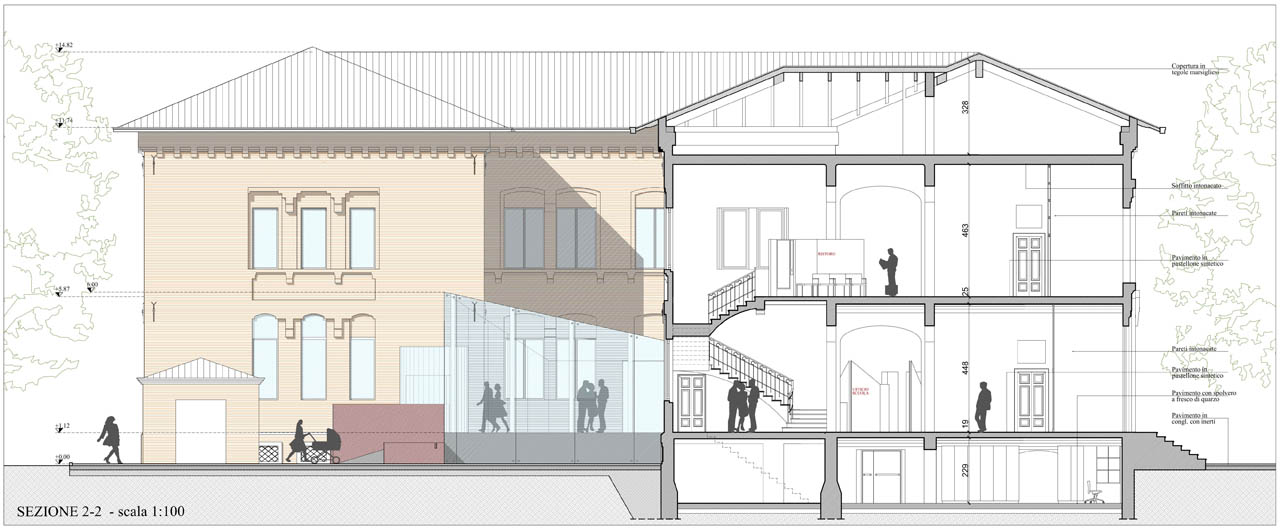 +14.82
+11.74
6.00
+5.87
+1.12
+0.00
328
463
25
448
19
229
RISTORO
UFFICIO
SCUOLA
Copertura in
tegole marsigliesi
Soffitto intonacato
Pareti intonacate
Pavimento in
pastellone sintetico
Pareti intonacate
Pavimento in
pastellone sintetico
Pavimento con spolvero
a fresco di quarzo
Pavimento in
congl. con inerti
SEZIONE 2-2 - scala 1:100